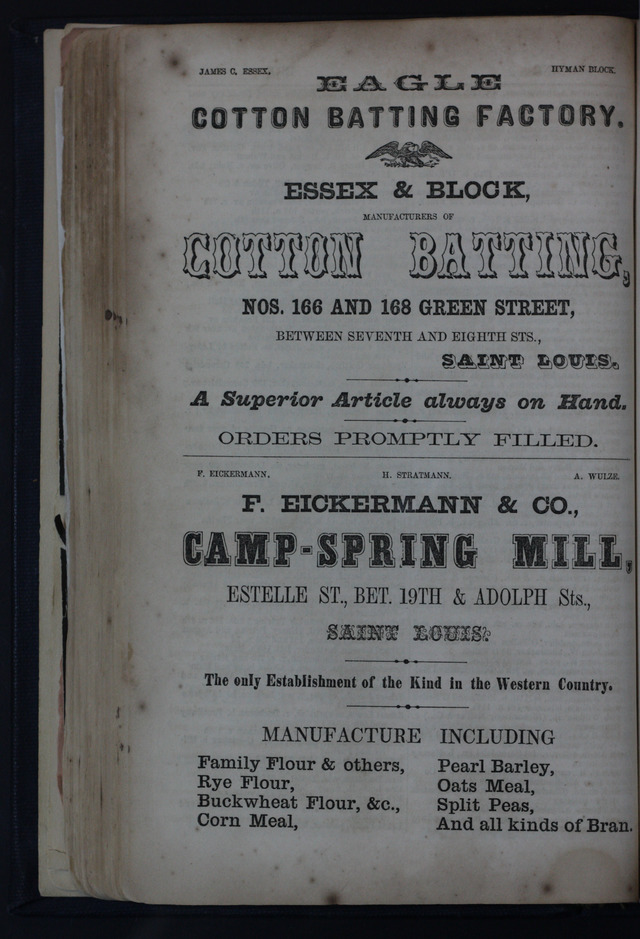 JAMES C. ESSEX. HYMAN BLOCK.
EAGLE
COTTON BATTING FACTORY.
ESSEX & BLOCK,
MANUFACTURERS OF
COTTON BATTING,
NOS. 166 AND 168 GREEN STREET,
BETWEEN SEVENTH AND EIGHTH STS.,
SAINT LOUIS.
A Superior Article always on Hand.
ORDERS PROMPTLY FILLED.
F. EICKERMANN. H. STRATMANN. A. WULZE.
F. EICKERMANN & CO.,
CAMP-SPRING MILL,
ESTELLE ST., BET. 19TH & ADOLPH Sts.,
SAINT LOUIS.
The only Establishment of the Kind in the Western Country.
MANUFACTURE INCLUDING
Family Flour & others,
Rye Flour,
Buckwheat Flour, &c.,
Corn Meal,
Pearl Barley,
Oats Meal,
Split Peas,
And all kinds of Bran.